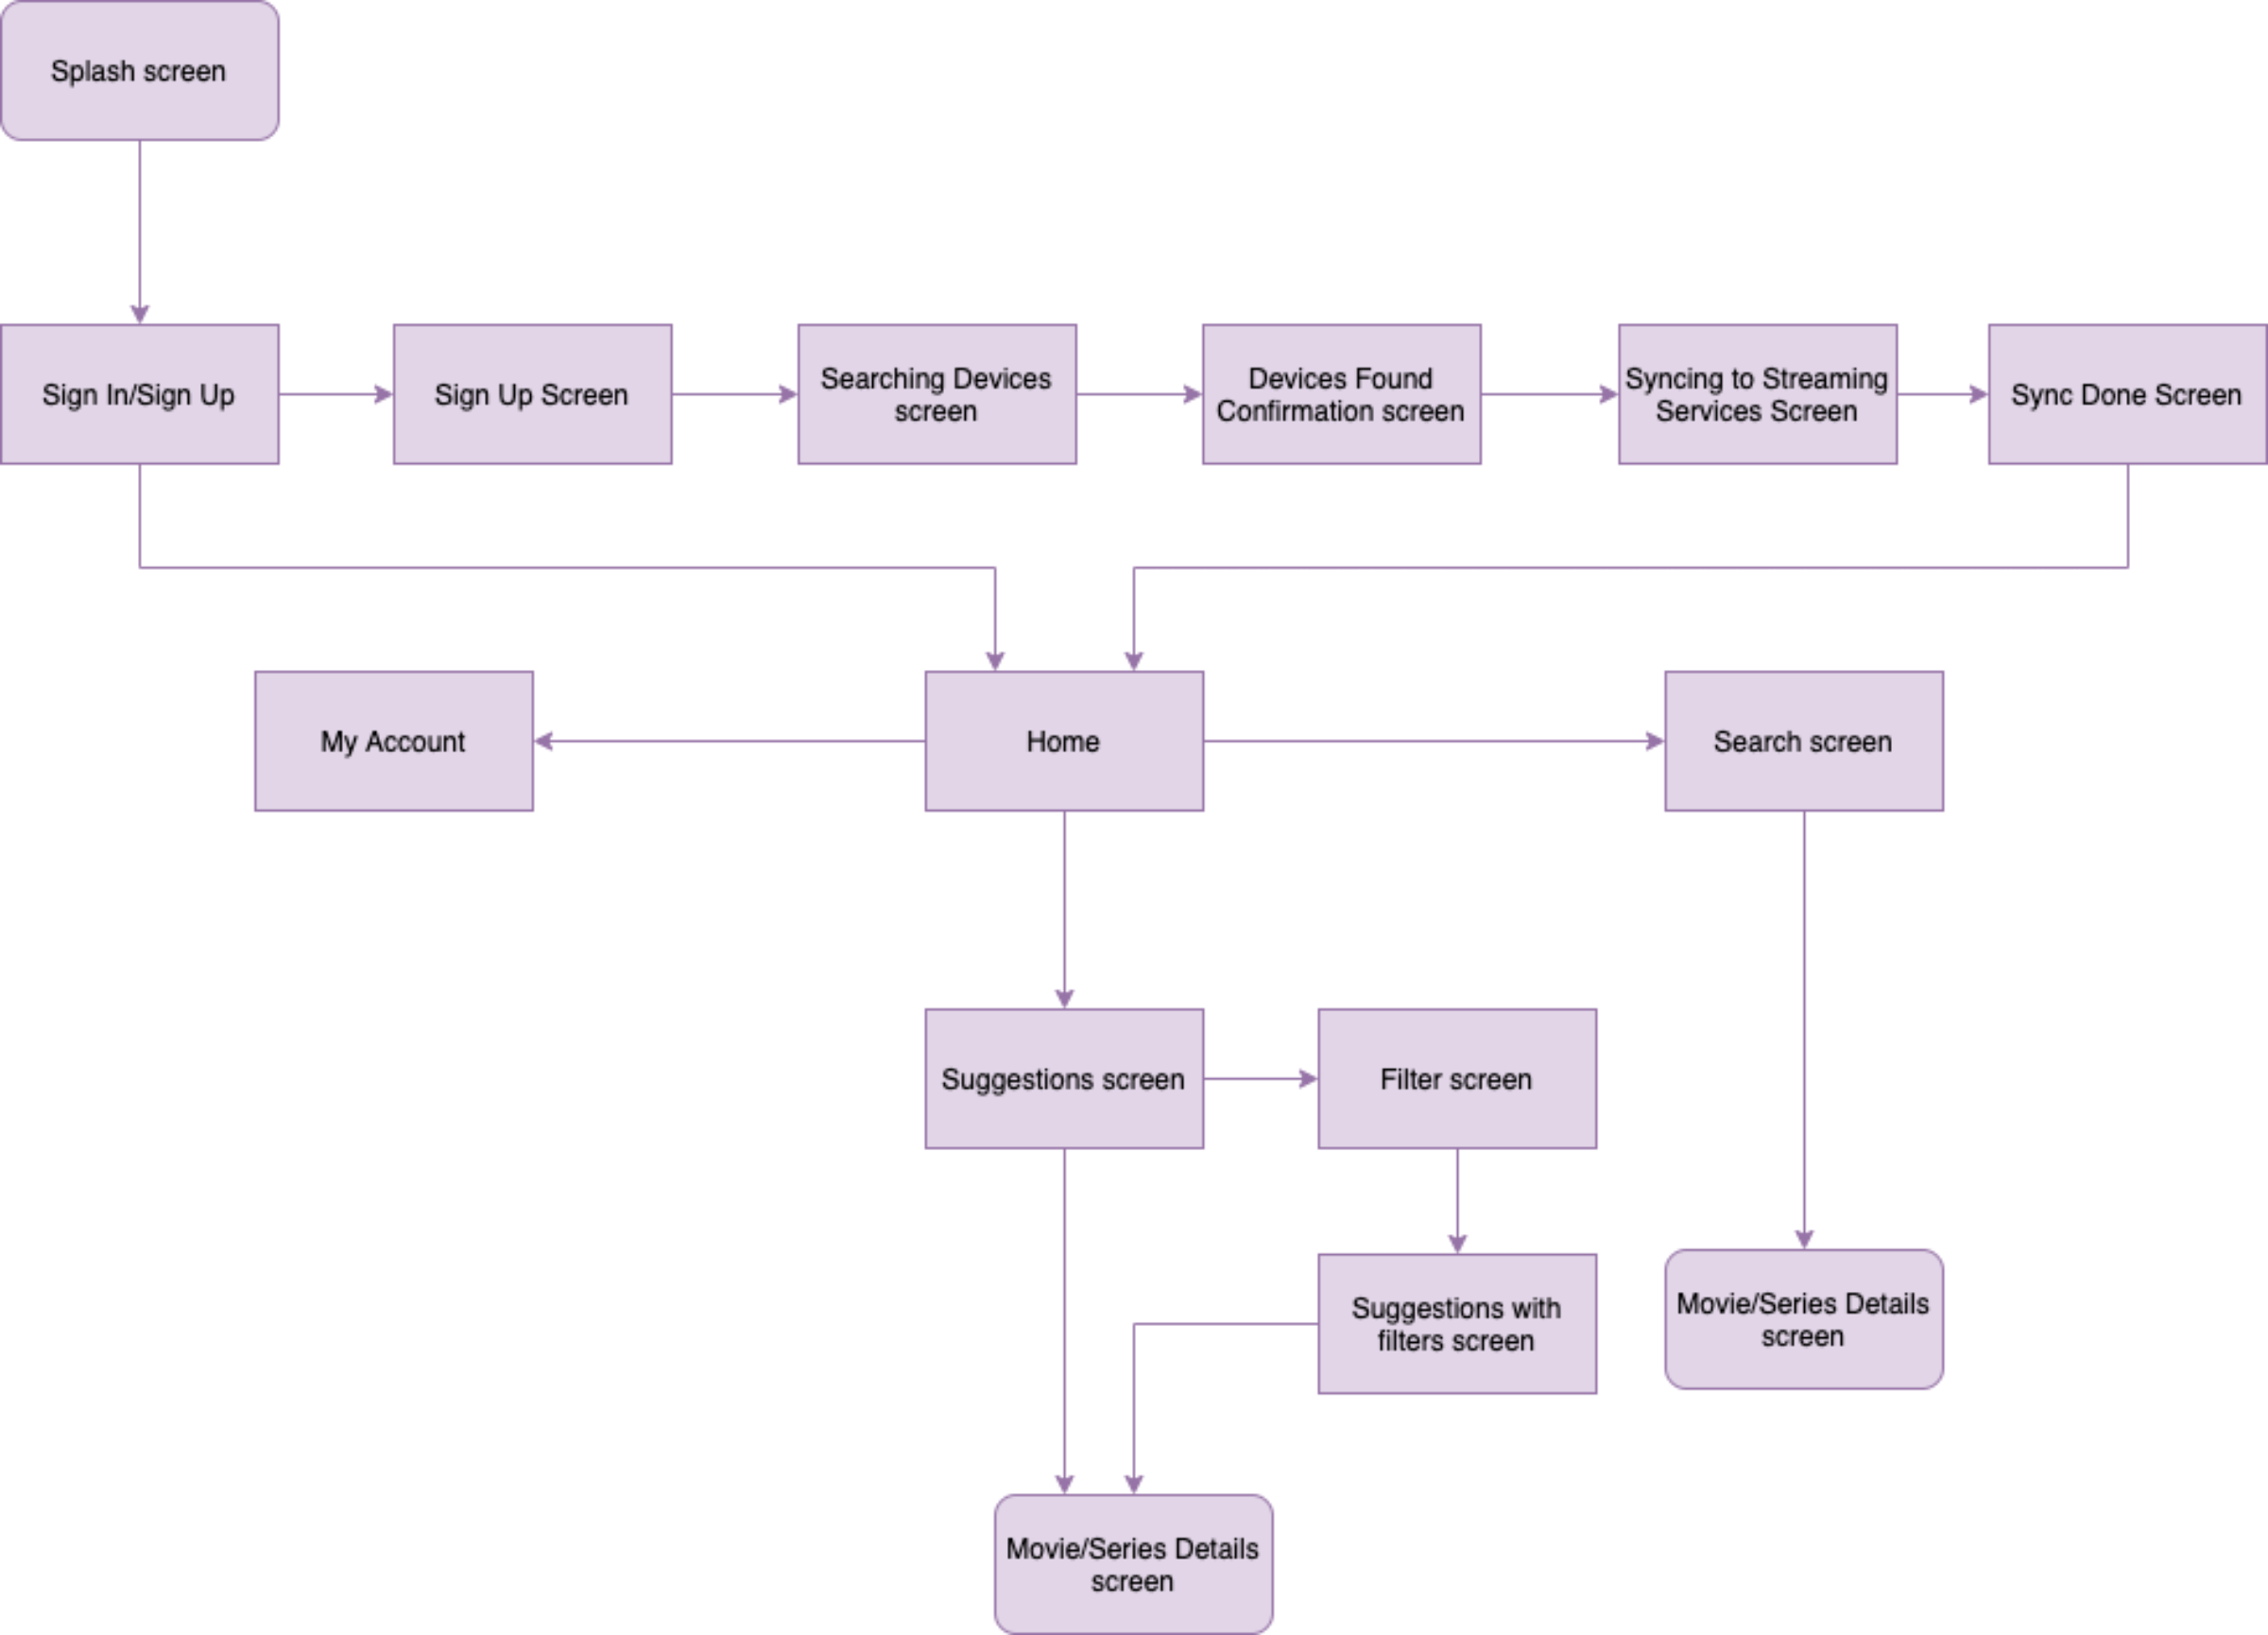 Splash screen
Sign In/Sign Up
Sign Up Screen
Searching Devices
screen
Devices Found
Confirmation screen
Syncing to Streaming
Services Screen
Sync Done Screen
My Account
Home
Search screen
Suggestions screen
Filter screen
Suggestions with
filters screen
Movie/Series Details
screen
Movie/Series Details
screen